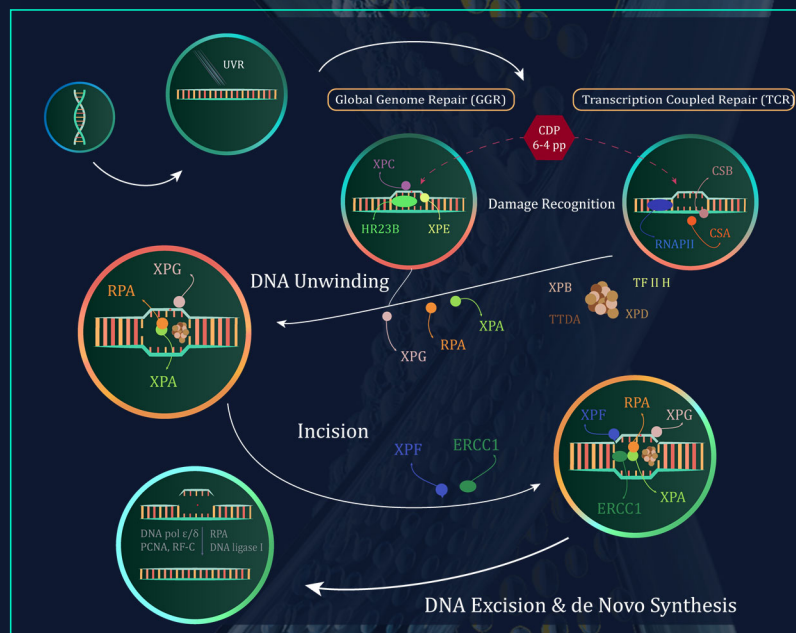 UVR
Global Genome Repair (GGR)
Transcription Coupled Repair (TCR)
CDP
6-4 pp
XPC
HR23B
XPE
Damage Recognition
CSB
RNAPII
CSA
DNA Unwinding
XPG
RPA
XPA
XPG
RPA
XPA
XPB
TF II H
TTDA
XPD
Incision
XPF
ERCC1
XPF
RPA
XPG
ERCC1
XPA
DNA pol ε/δ
PCNA, RF-C
RPA
DNA ligase I
DNA Excision & de Novo Synthesis